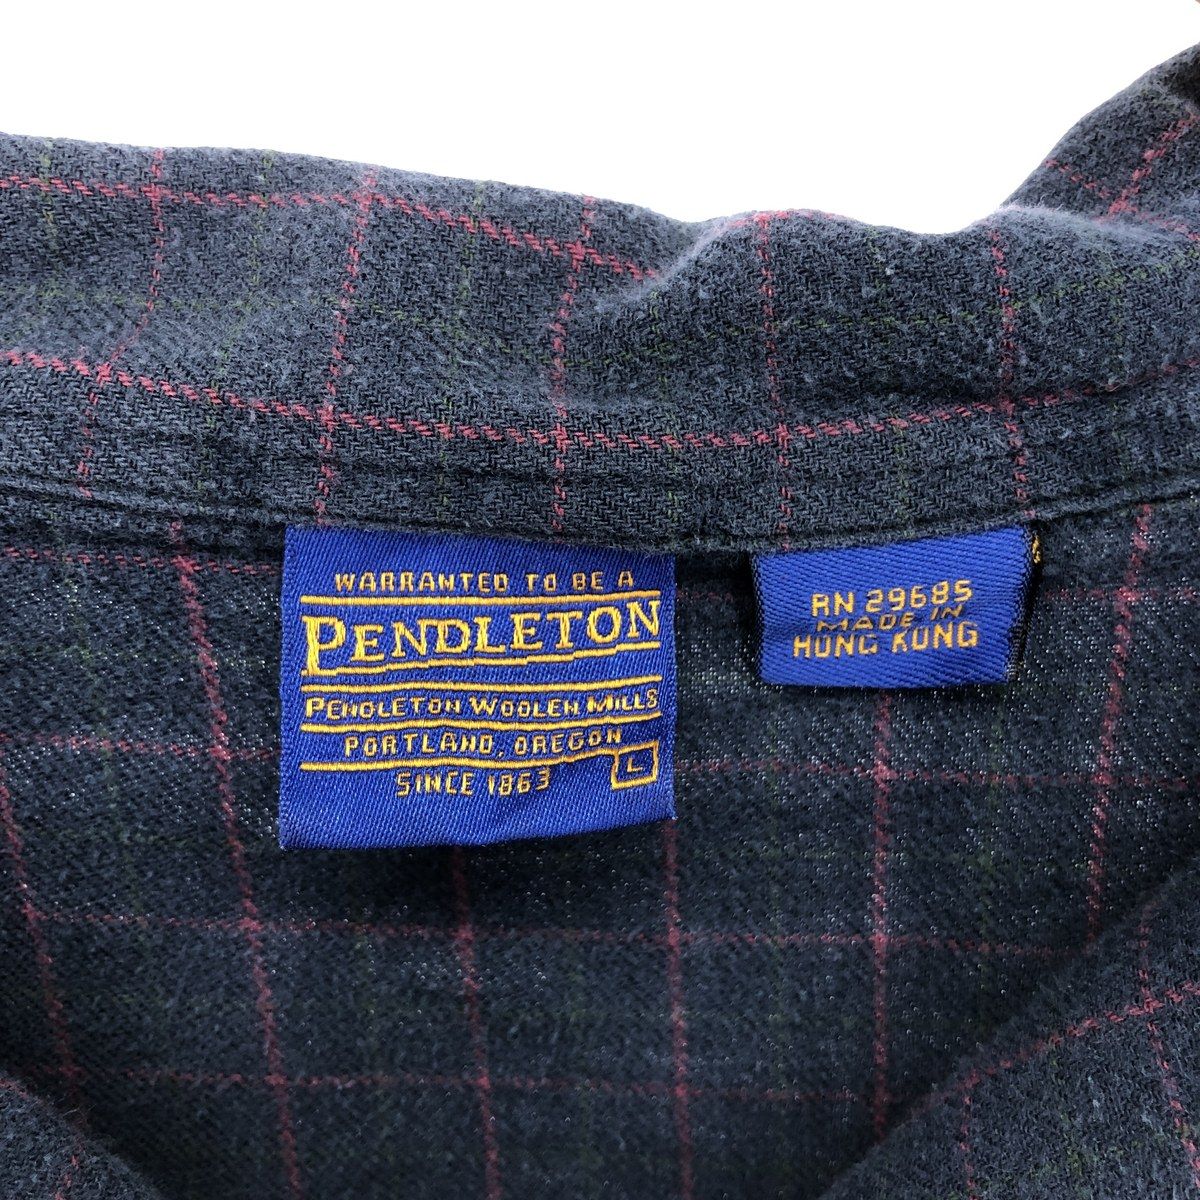 WARRANTED TO BE A
PENDLETON
PENDLETON WOOLEN MILLS
PORTLAND, OREGON
SINCE 1863
L
RN 29685
MADE IN
HONG KONG